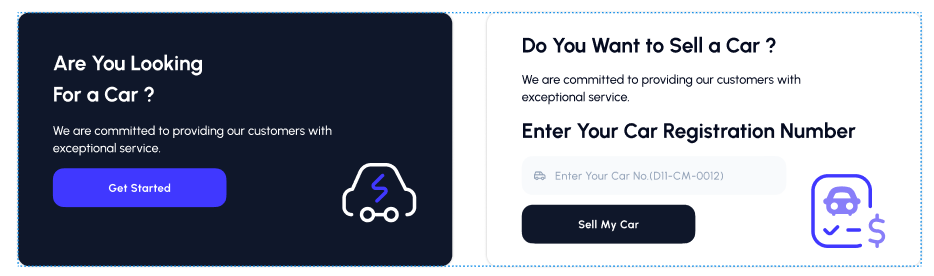 Are You Looking
For a Car ?
We are committed to providing our customers with
exceptional service.
Get Started
Do You Want to Sell a Car ?
We are committed to providing our customers with
exceptional service.
Enter Your Car Registration Number
Enter Your Car No.(D11-CM-0012)
Sell My Car